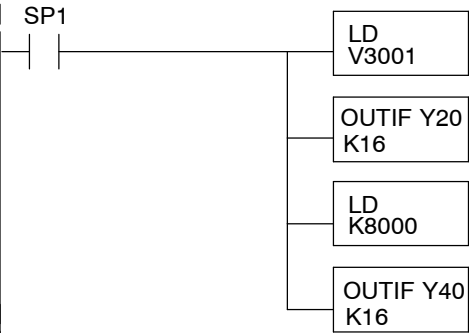 SP1
LD
V3001
OUTIF Y20
K16
LD
K8000
OUTIF Y40
K16